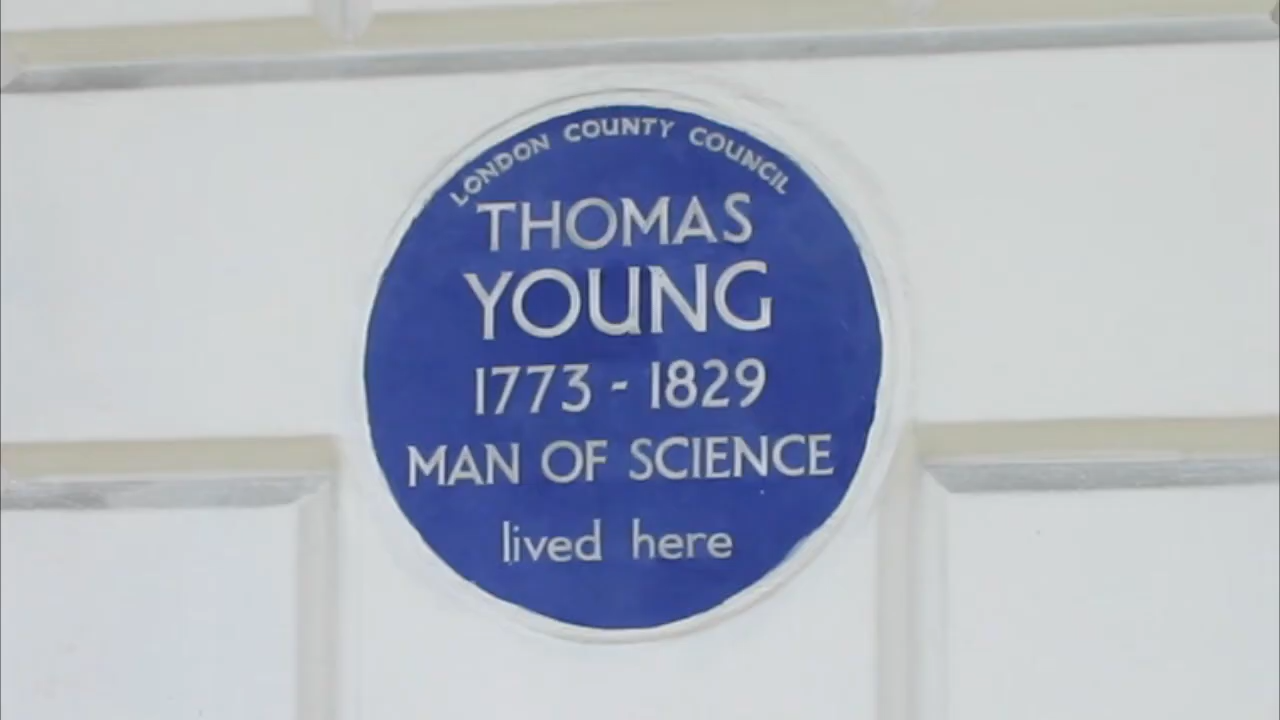 LONDON COUNTY COUNCIL
THOMAS
YOUNG
1773 - 1829
MAN OF SCIENCE
lived here